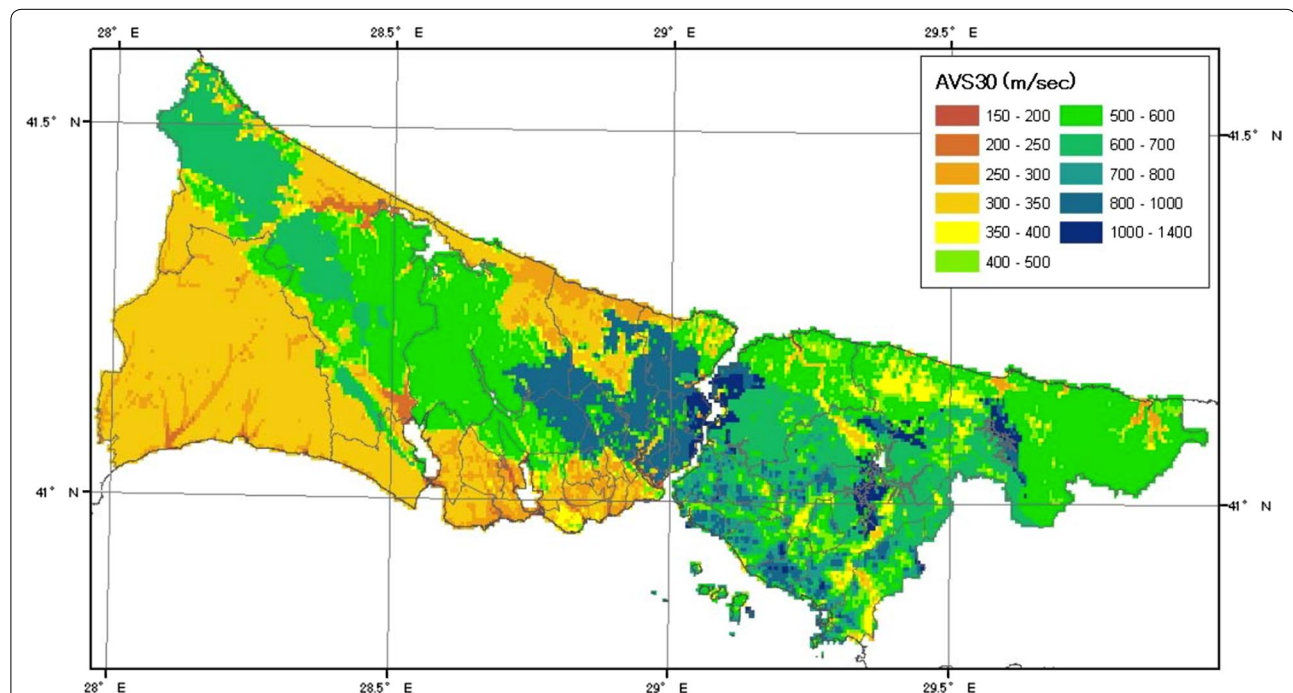 28° E 28.5° E 29° E 29.5° E
AVS30 (m/sec)
150 - 200
200 - 250
250 - 300
300 - 350
350 - 400
400 - 500
500 - 600
600 - 700
700 - 800
800 - 1000
1000 - 1400
41.5° N
41.5° N
41° N
41° N
28° E 28.5° E 29° E 29.5° E